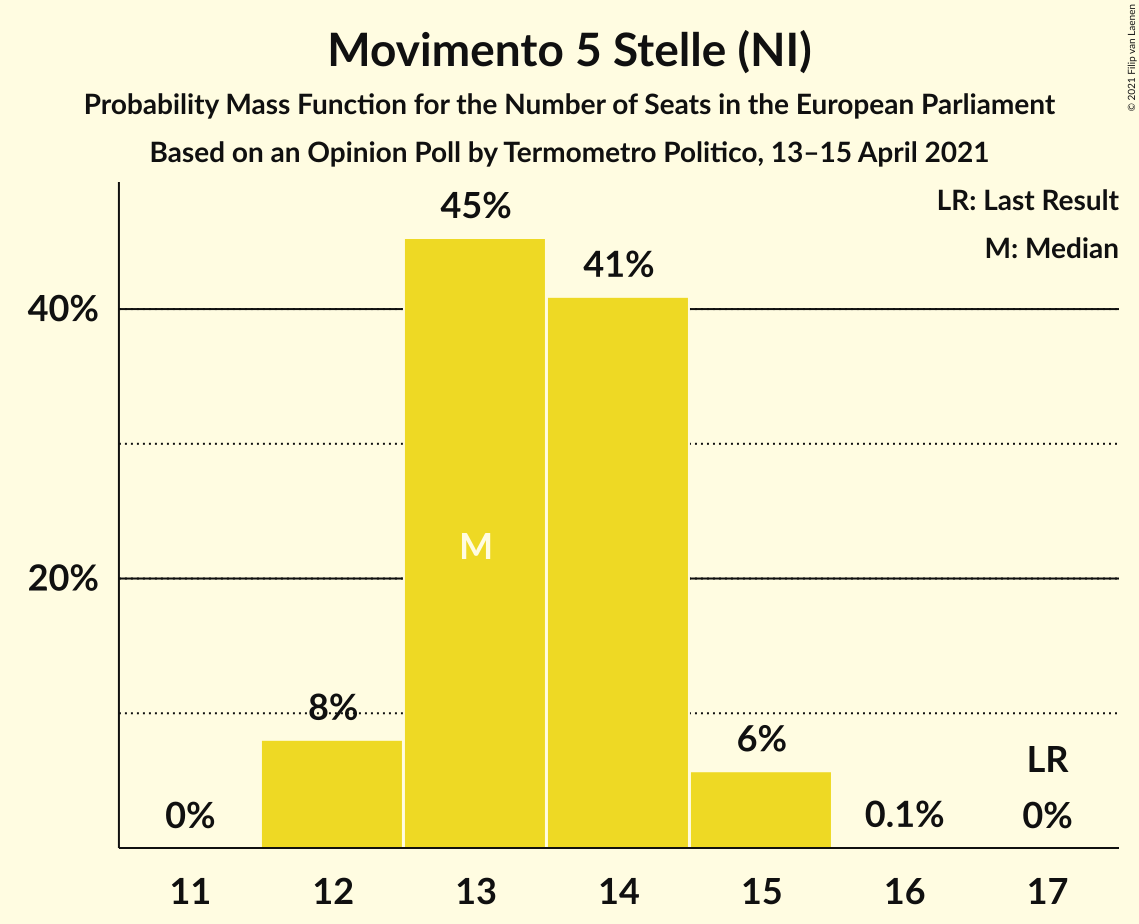 Movimento 5 Stelle (NI)
Probability Mass Function for the Number of Seats in the European Parliament
Based on an Opinion Poll by Termometro Politico, 13–15 April 2021
© 2021 Filip van Laenen
LR: Last Result
M: Median
45%
41%
40%
M
20%
8%
6%
LR
0%
0.1%
0%
11 12 13 14 15 16 17